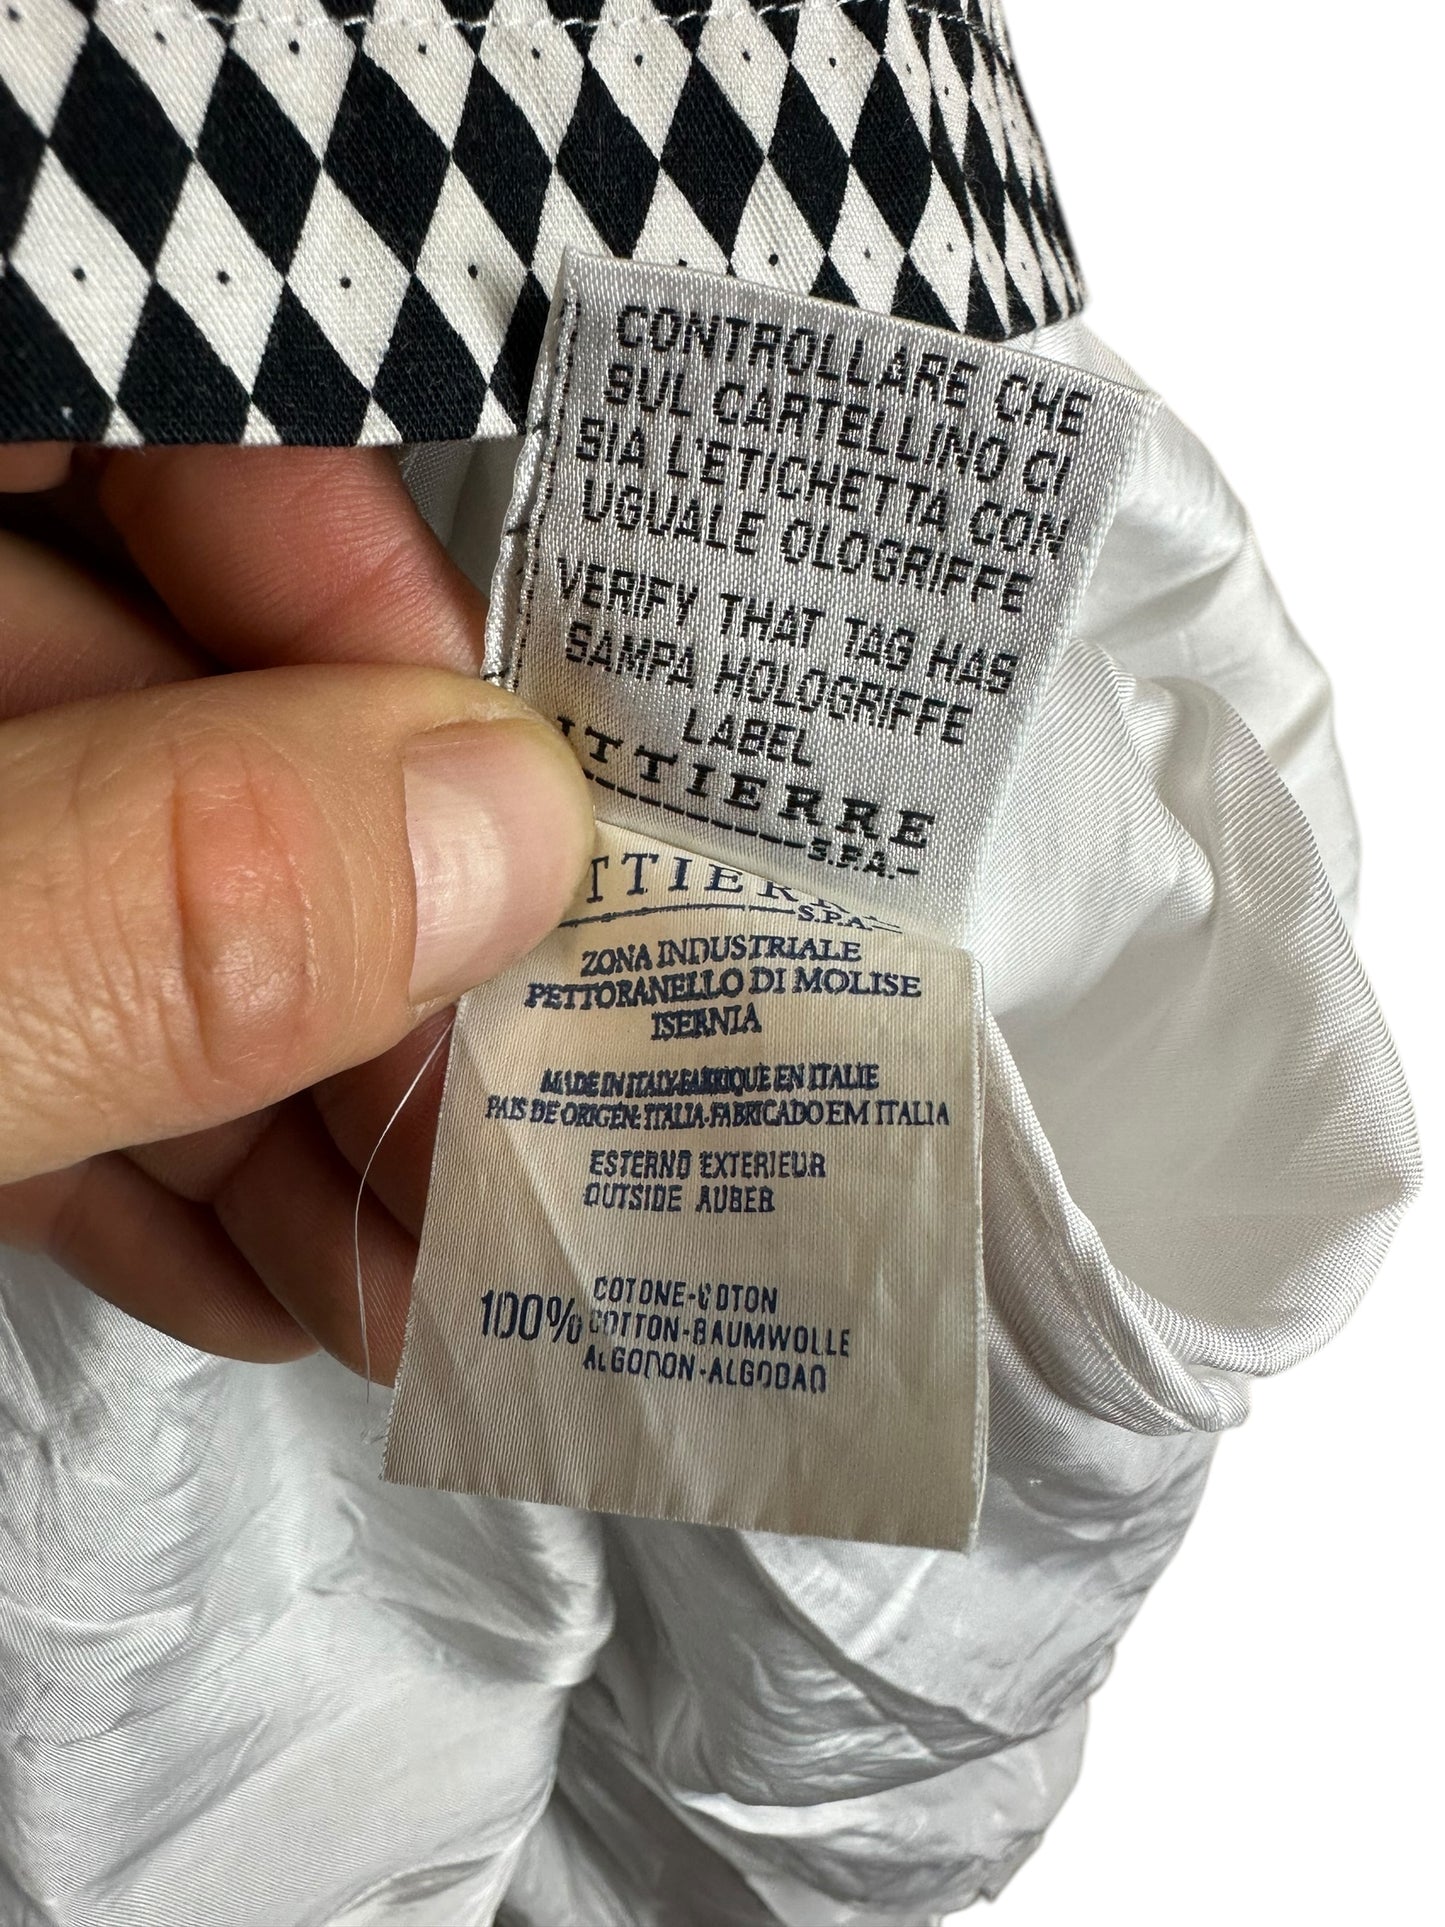 CONTROLLARE CHE
SUL CARTELLINO CI
SIA L'ETICHETTA CON
UGUALE OLOGRIFFE
VERIFY THAT TAG HAS
SAMPA HOLOGRIFFE
LABEL
ITTIERRE
S.P.A.
TTIERRE
S.P.A.
ZONA INDUSTRIALE
PETTORANELLO DI MOLISE
ISERNIA
MADE IN ITALY-FABRIQUE EN ITALIE
PAIS DE ORIGEN: ITALIA-FABRICADO EM ITALIA
ESTERNO EXTERIEUR
OUTSIDE AUBER
100% COTONE-COTON
COTTON-BAUMWOLLE
ALGODON-ALGODAO